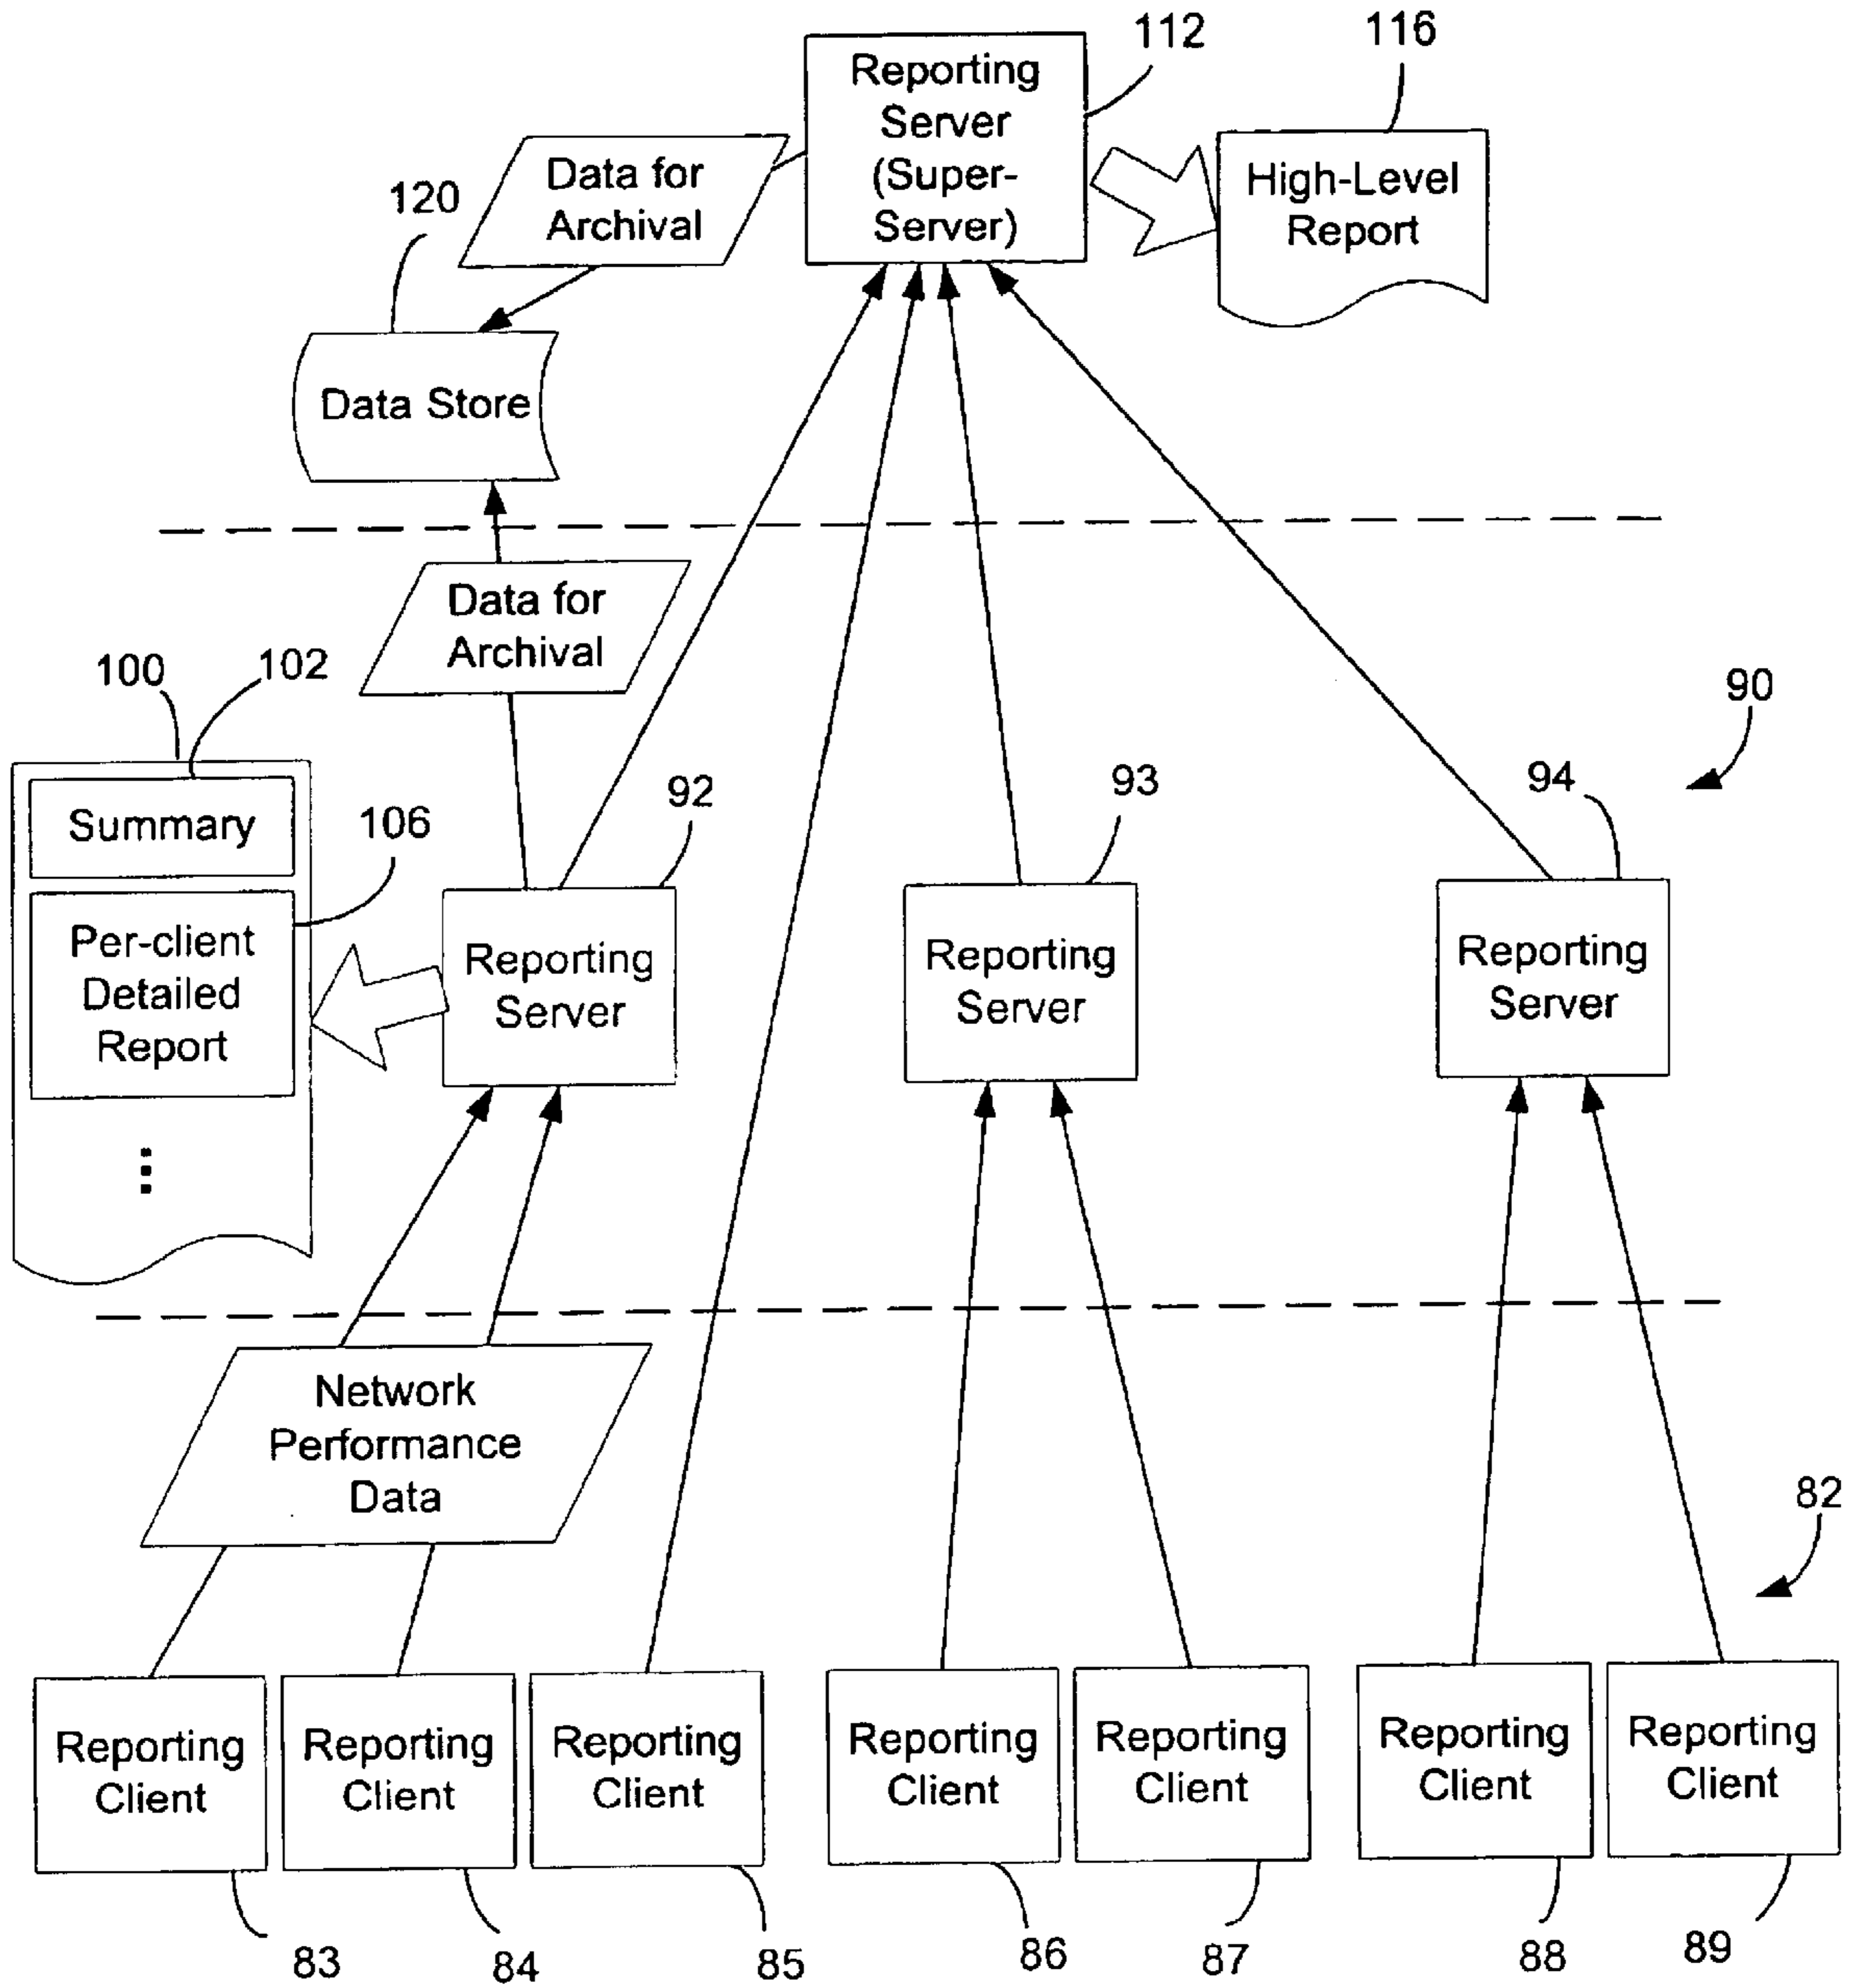 112
116
Reporting
Server
(Super-
Server)
High-Level
Report
Data for
Archival
120
Data Store
Data for
Archival
100
102
90
Summary
106
92
93
94
Per-client
Detailed
Report
Reporting
Server
Reporting
Server
Reporting
Server
Network
Performance
Data
82
Reporting
Client
Reporting
Client
Reporting
Client
Reporting
Client
Reporting
Client
Reporting
Client
Reporting
Client
83
84
85
86
87
88
89